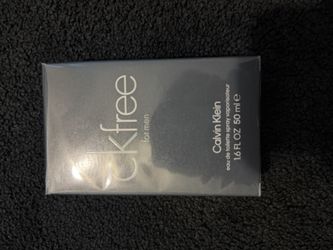 ckfree
for men
Calvin Klein
eau de toilette spray vaporisateur
1.6 FL OZ 50 ml e